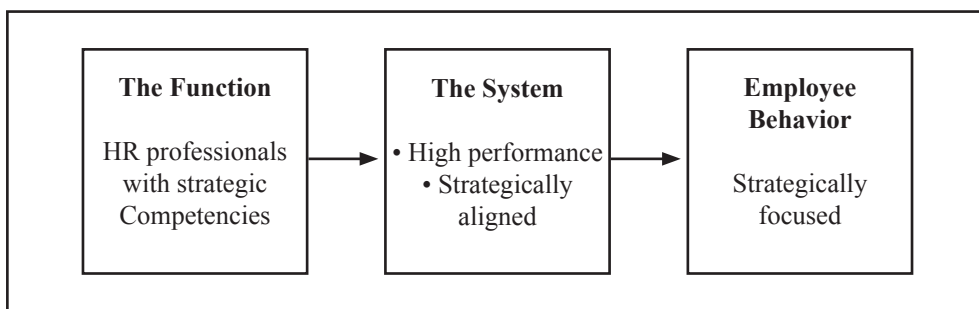 The Function
HR professionals
with strategic
Competencies
The System
• High performance
• Strategically
aligned
Employee
Behavior
Strategically
focused